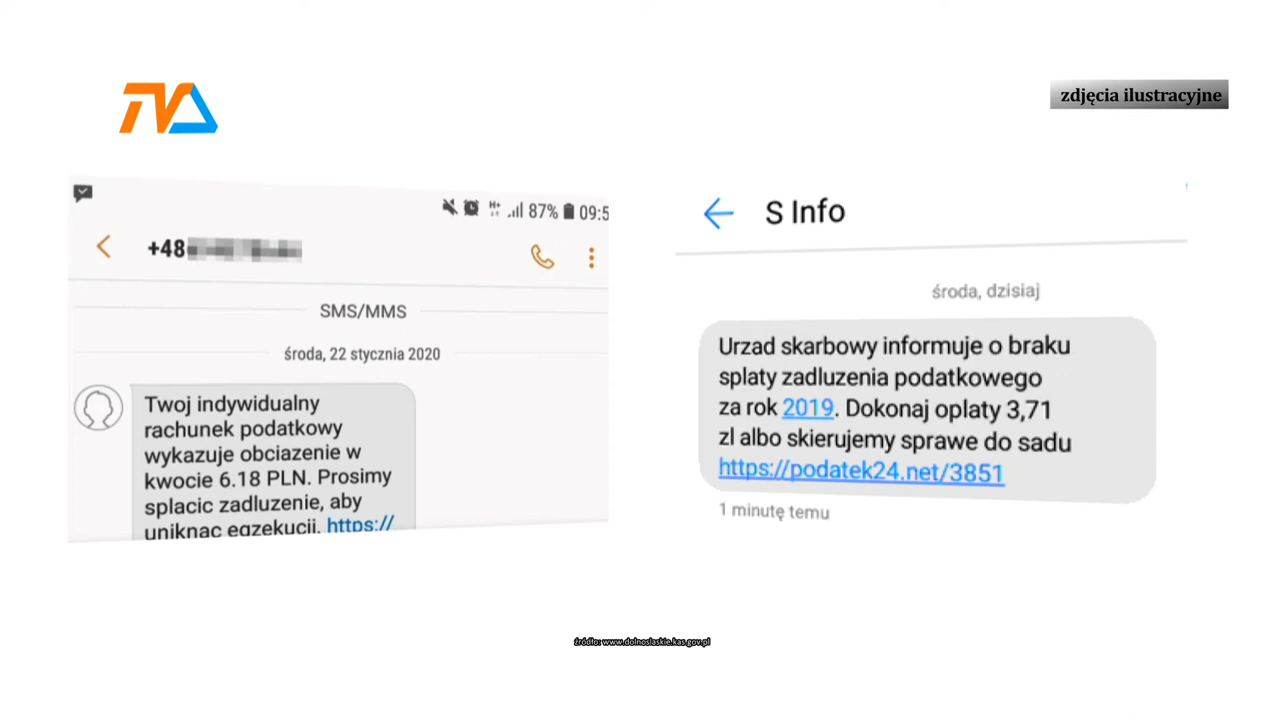 TVA
zdjęcia ilustracyjne
87% 09:5
+48
SMS/MMS
środa, 22 stycznia 2020
Twoj indywidualny
rachunek podatkowy
wykazuje obciazenie w
kwocie 6.18 PLN. Prosimy
splacic zadluzenie, aby
uniknac egzekucji. https://
S Info
środa, dzisiaj
Urzad skarbowy informuje o braku
splaty zadluzenia podatkowego
za rok 2019. Dokonaj oplaty 3,71
zl albo skierujemy sprawe do sadu
https://podatek24.net/3851
1 minutę temu
źródło: www.dolnoslaskie.kas.gov.pl